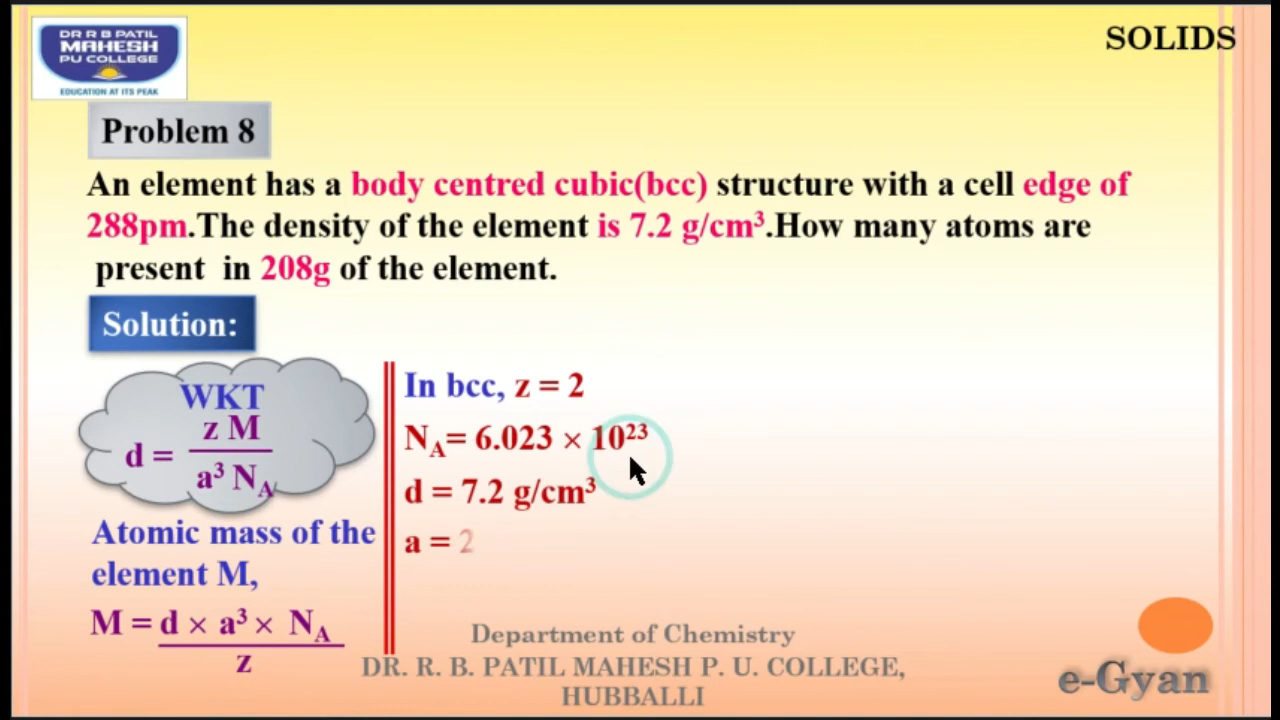 DR R B PATIL
MAHESH
PU COLLEGE
EDUCATION AT ITS PEAK
SOLIDS
Problem 8
An element has a body centred cubic(bcc) structure with a cell edge of
288pm.The density of the element is 7.2 g/cm³.How many atoms are
present in 208g of the element.
Solution:
WKT
d = z M / a³ N_A
Atomic mass of the
element M,
M = d × a³ × N_A / z
In bcc, z = 2
N_A= 6.023 × 10²³
d = 7.2 g/cm³
a = 2
Department of Chemistry
DR. R. B. PATIL MAHESH P. U. COLLEGE,
HUBBALLI
e-Gyan